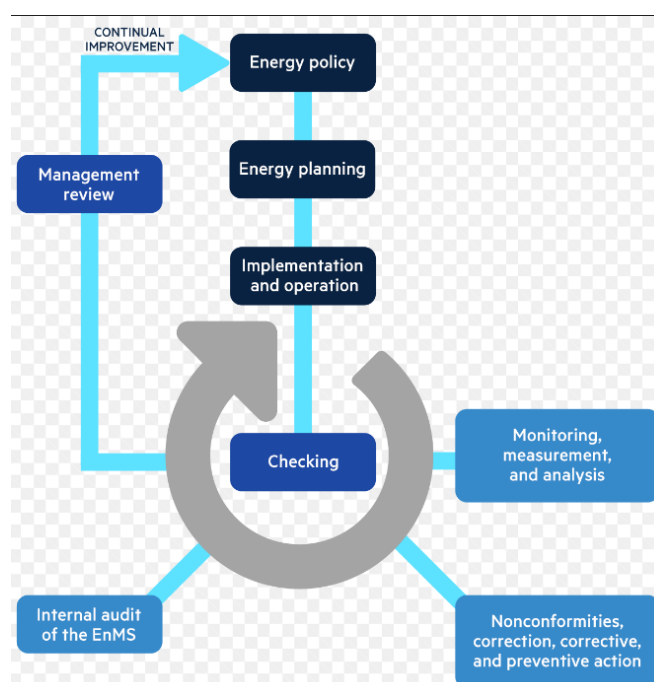 CONTINUAL
IMPROVEMENT
Energy policy
Energy planning
Management
review
Implementation
and operation
Checking
Monitoring,
measurement,
and analysis
Internal audit
of the EnMS
Nonconformities,
correction, corrective,
and preventive action